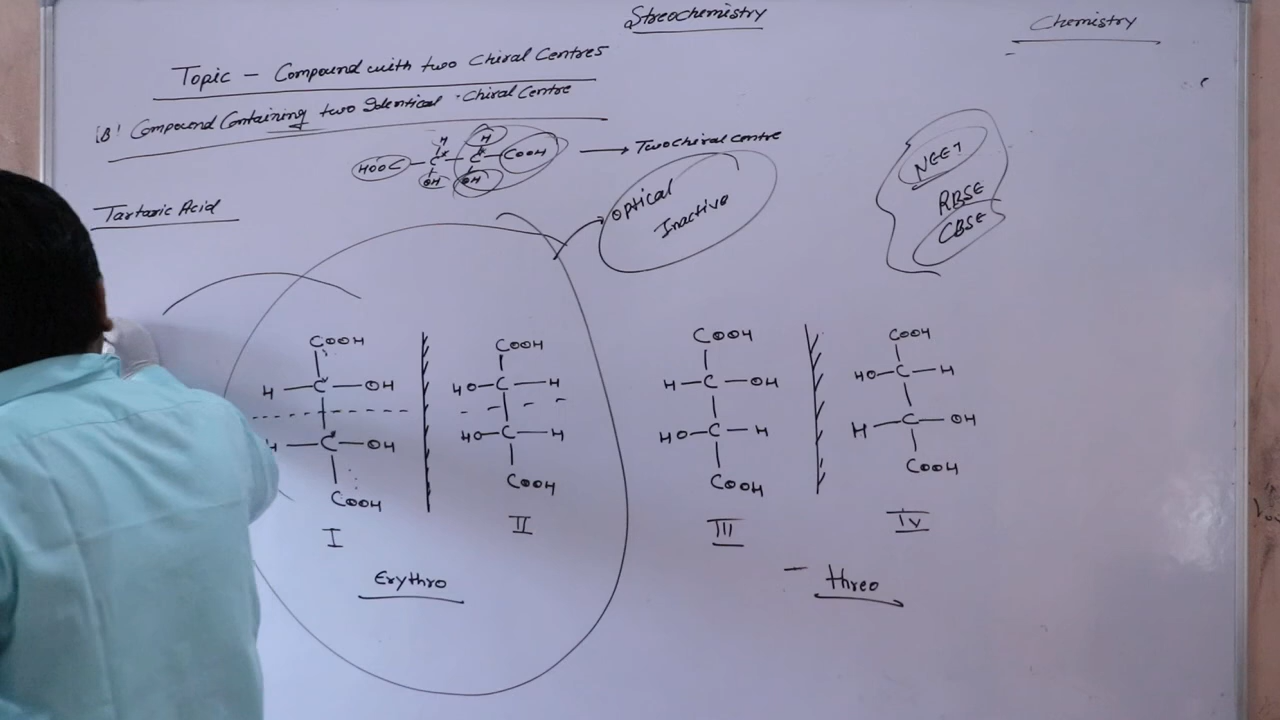 Streochemistry
Chemistry
Topic - Compound with two Chiral Centres
(B) Compound Containing two Identical Chiral Centre
H H
HOOC—C*—C*—COOH → Two chiral centre
OH OH
Tartaric Acid
Optical
Inactive
NEET
RBSE
CBSE
COOH
H—C*—OH
H—C*—OH
COOH
I
COOH
HO—C—H
HO—C—H
COOH
II
Erythro
COOH
H—C—OH
HO—C—H
COOH
III
COOH
HO—C—H
H—C—OH
COOH
IV
threo